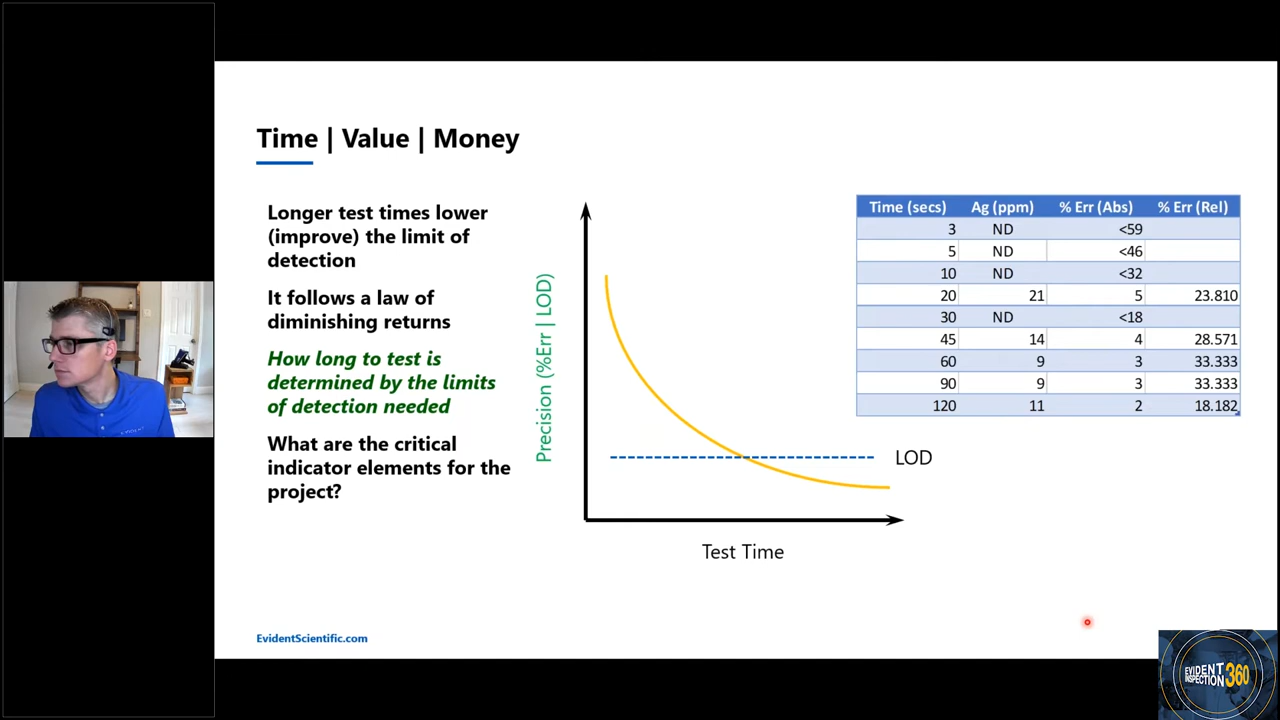 Time | Value | Money
Longer test times lower
(improve) the limit of
detection
It follows a law of
diminishing returns
How long to test is
determined by the limits
of detection needed
What are the critical
indicator elements for the
project?
Precision (%Err | LOD)
LOD
Test Time
Time (secs) Ag (ppm) % Err (Abs) % Err (Rel)
3 ND <59
5 ND <46
10 ND <32
20 21 5 23.810
30 ND <18
45 14 4 28.571
60 9 3 33.333
90 9 3 33.333
120 11 2 18.182
EvidentScientific.com
EVIDENT
EVIDENT
INSPECTION 360